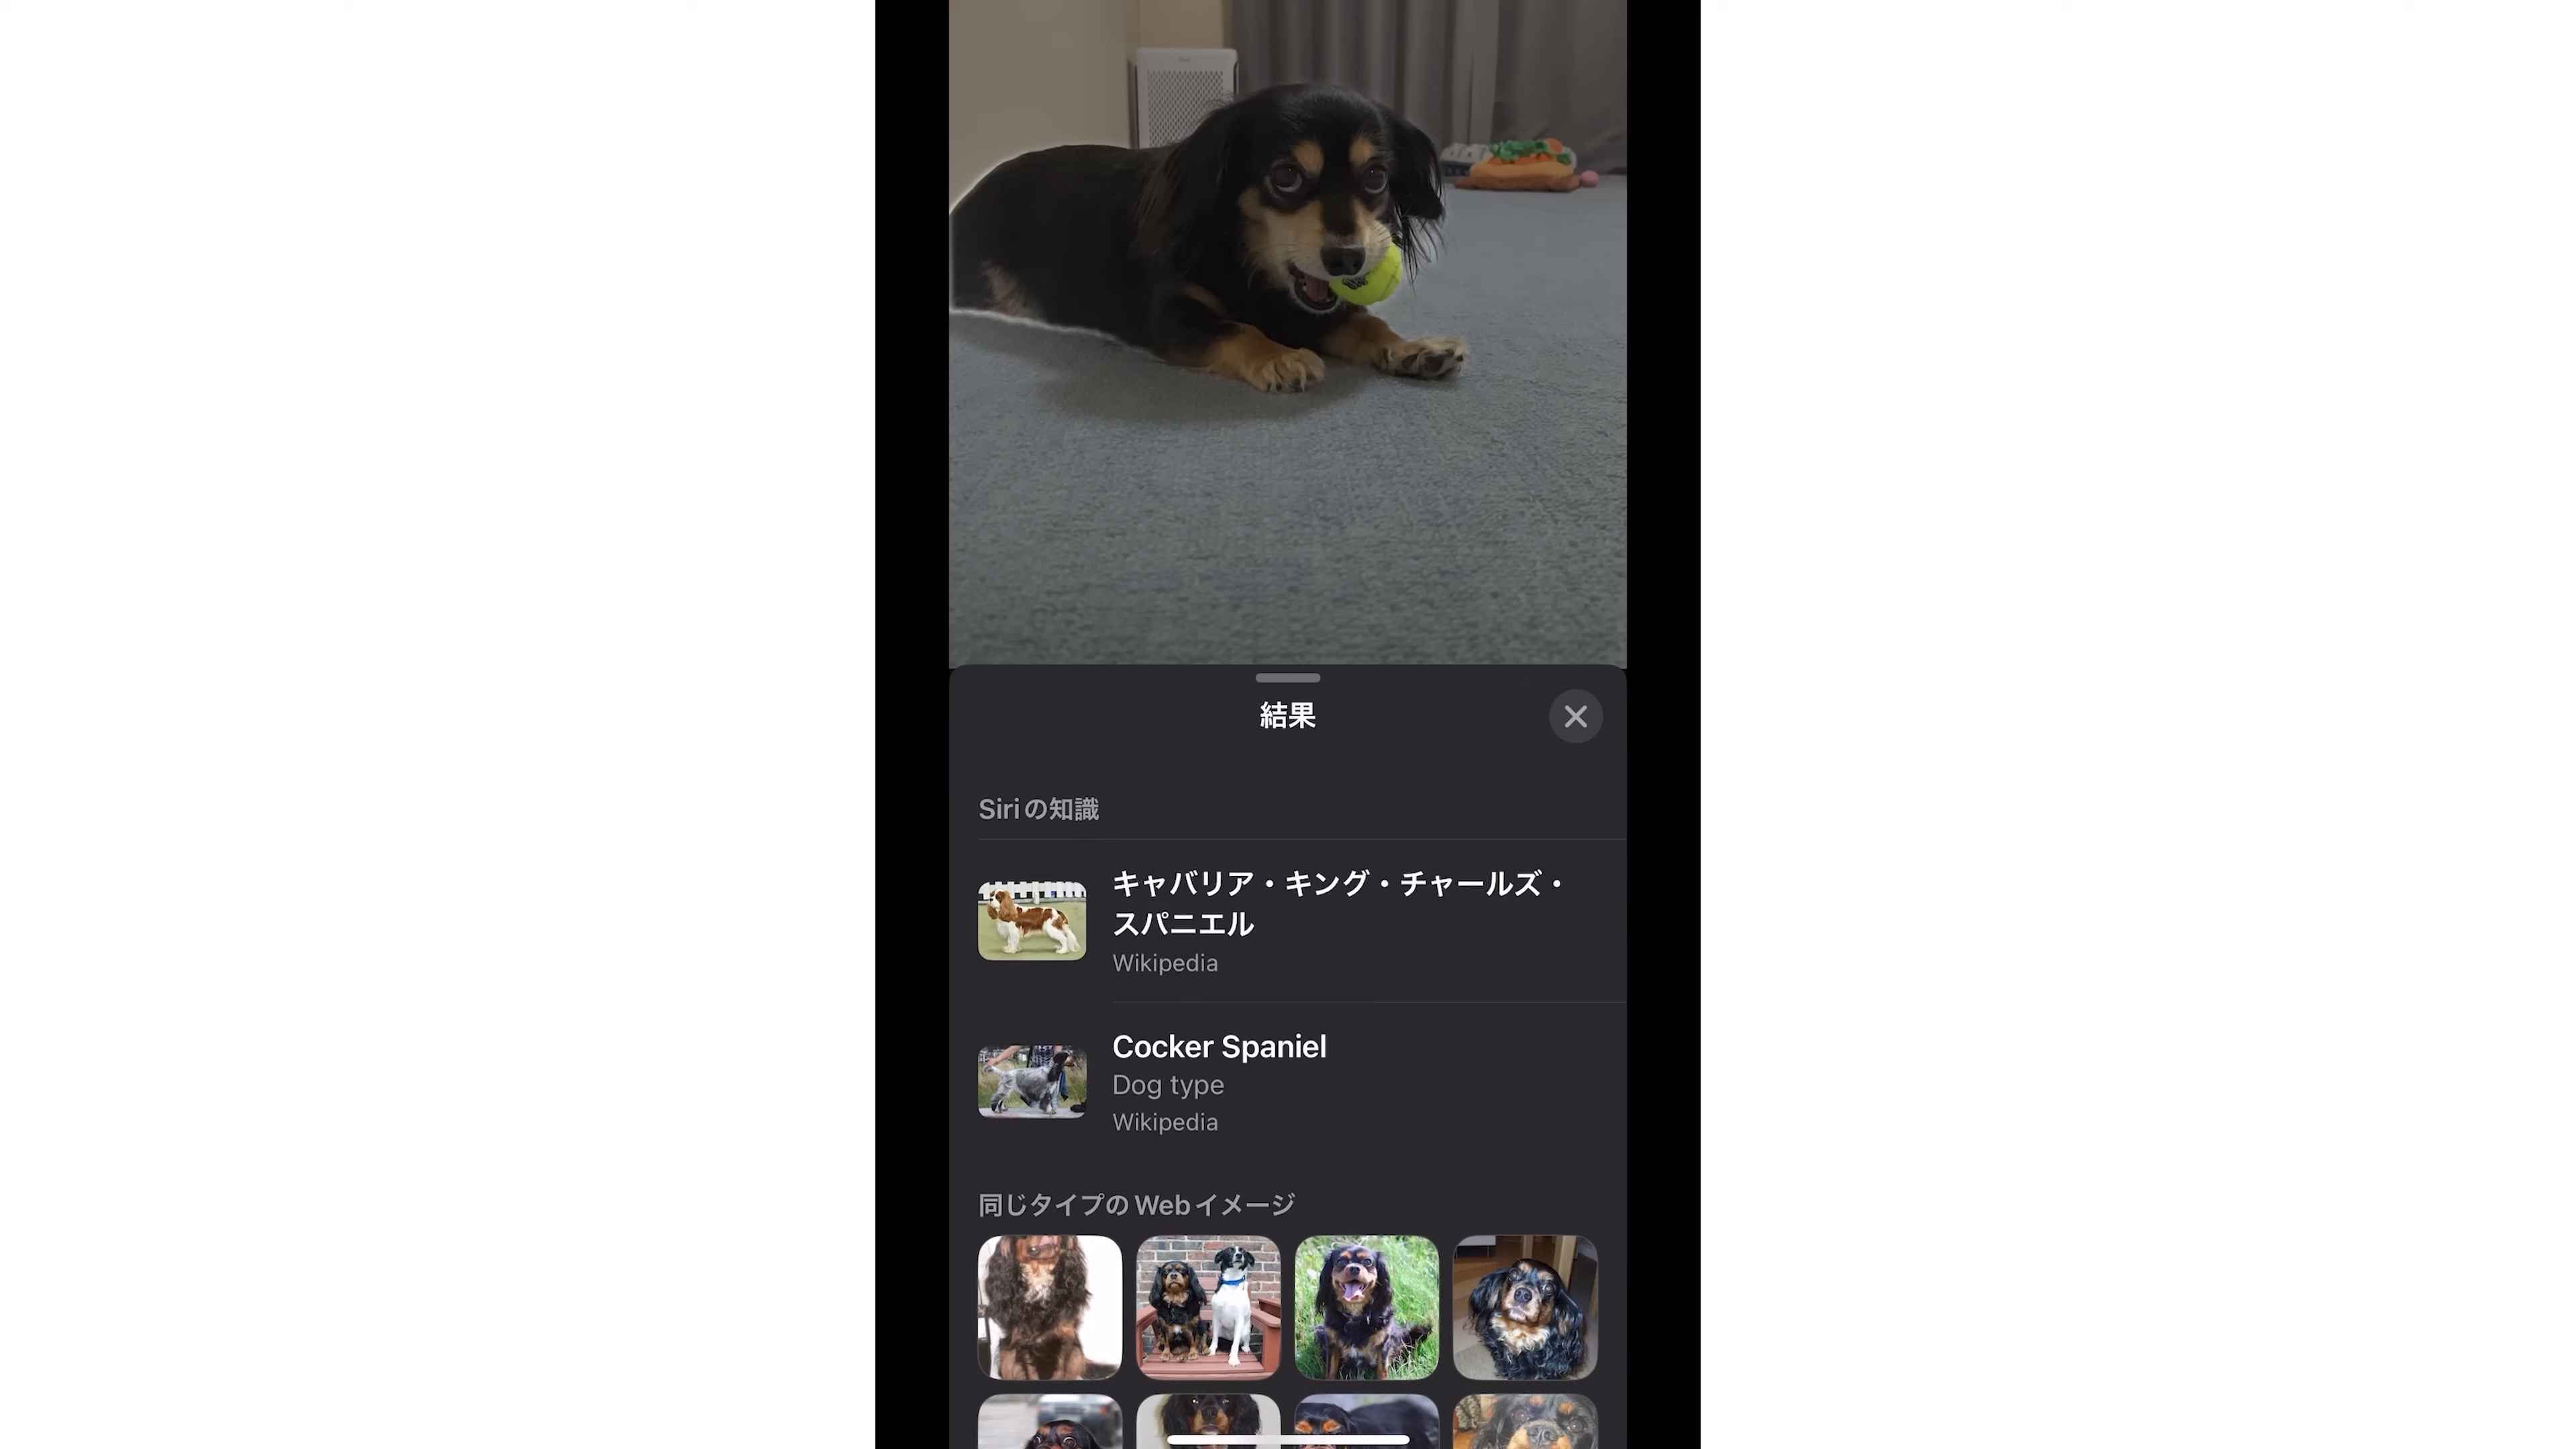 結果
Siriの知識
キャバリア・キング・チャールズ・
スパニエル
Wikipedia
Cocker Spaniel
Dog type
Wikipedia
同じタイプのWebイメージ